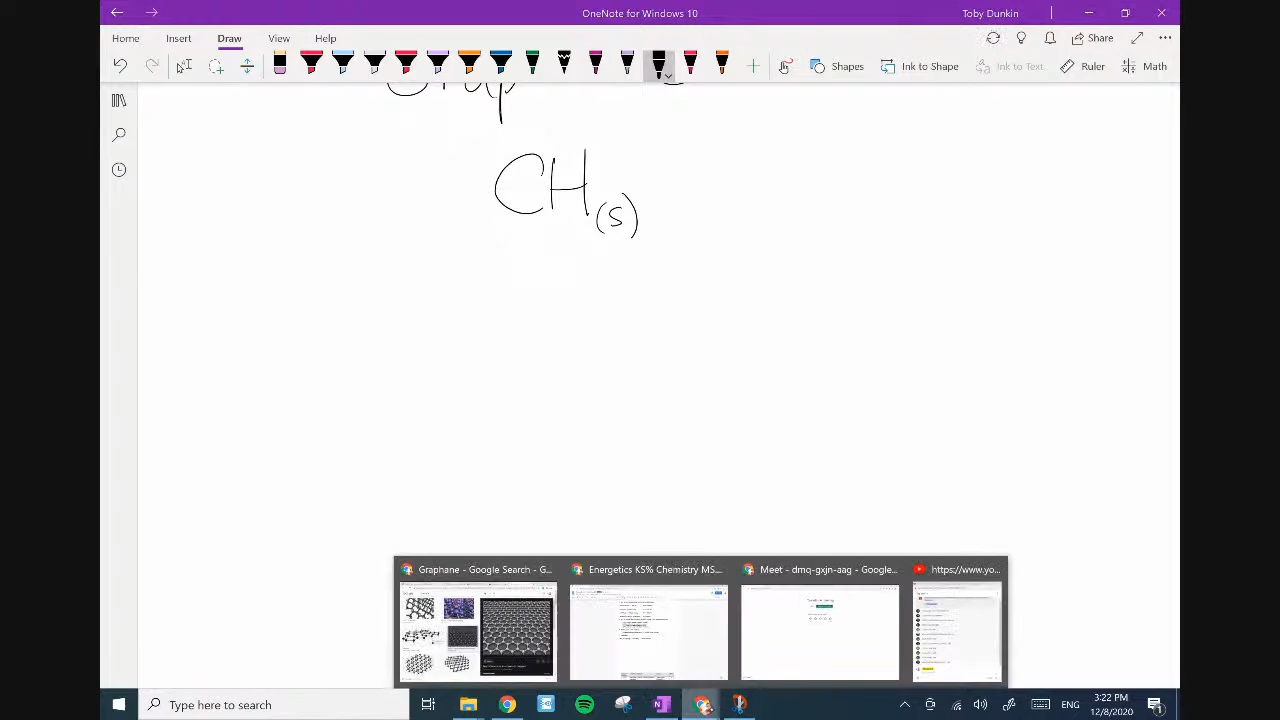 OneNote for Windows 10
Toby Dunkin
Home Insert Draw View Help
Share
Shapes Ink to Shape Ink to Text Ruler Math
CH(s)
Graphane - Google Search - G...
Energetics KS% Chemistry MS...
Meet - dmq-gxjn-aag - Google...
https://www.yo...
Type here to search
ENG
3:22 PM
12/8/2020